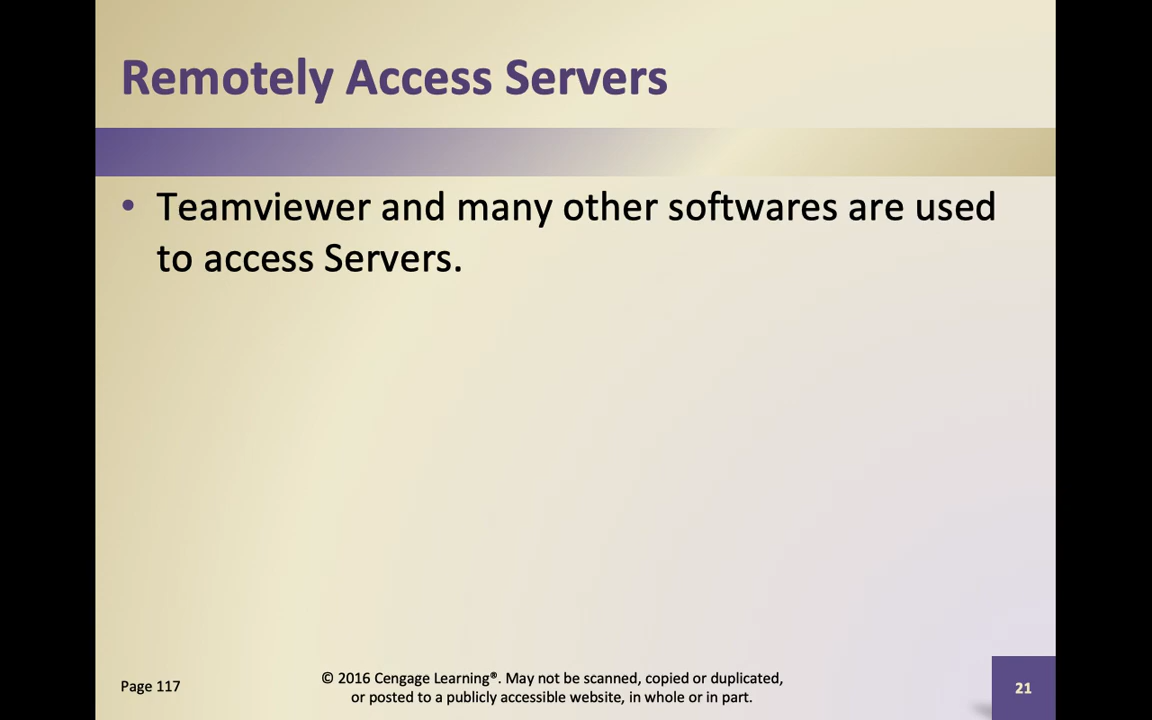 Remotely Access Servers
• Teamviewer and many other softwares are used
to access Servers.
Page 117
© 2016 Cengage Learning®. May not be scanned, copied or duplicated,
or posted to a publicly accessible website, in whole or in part.
21